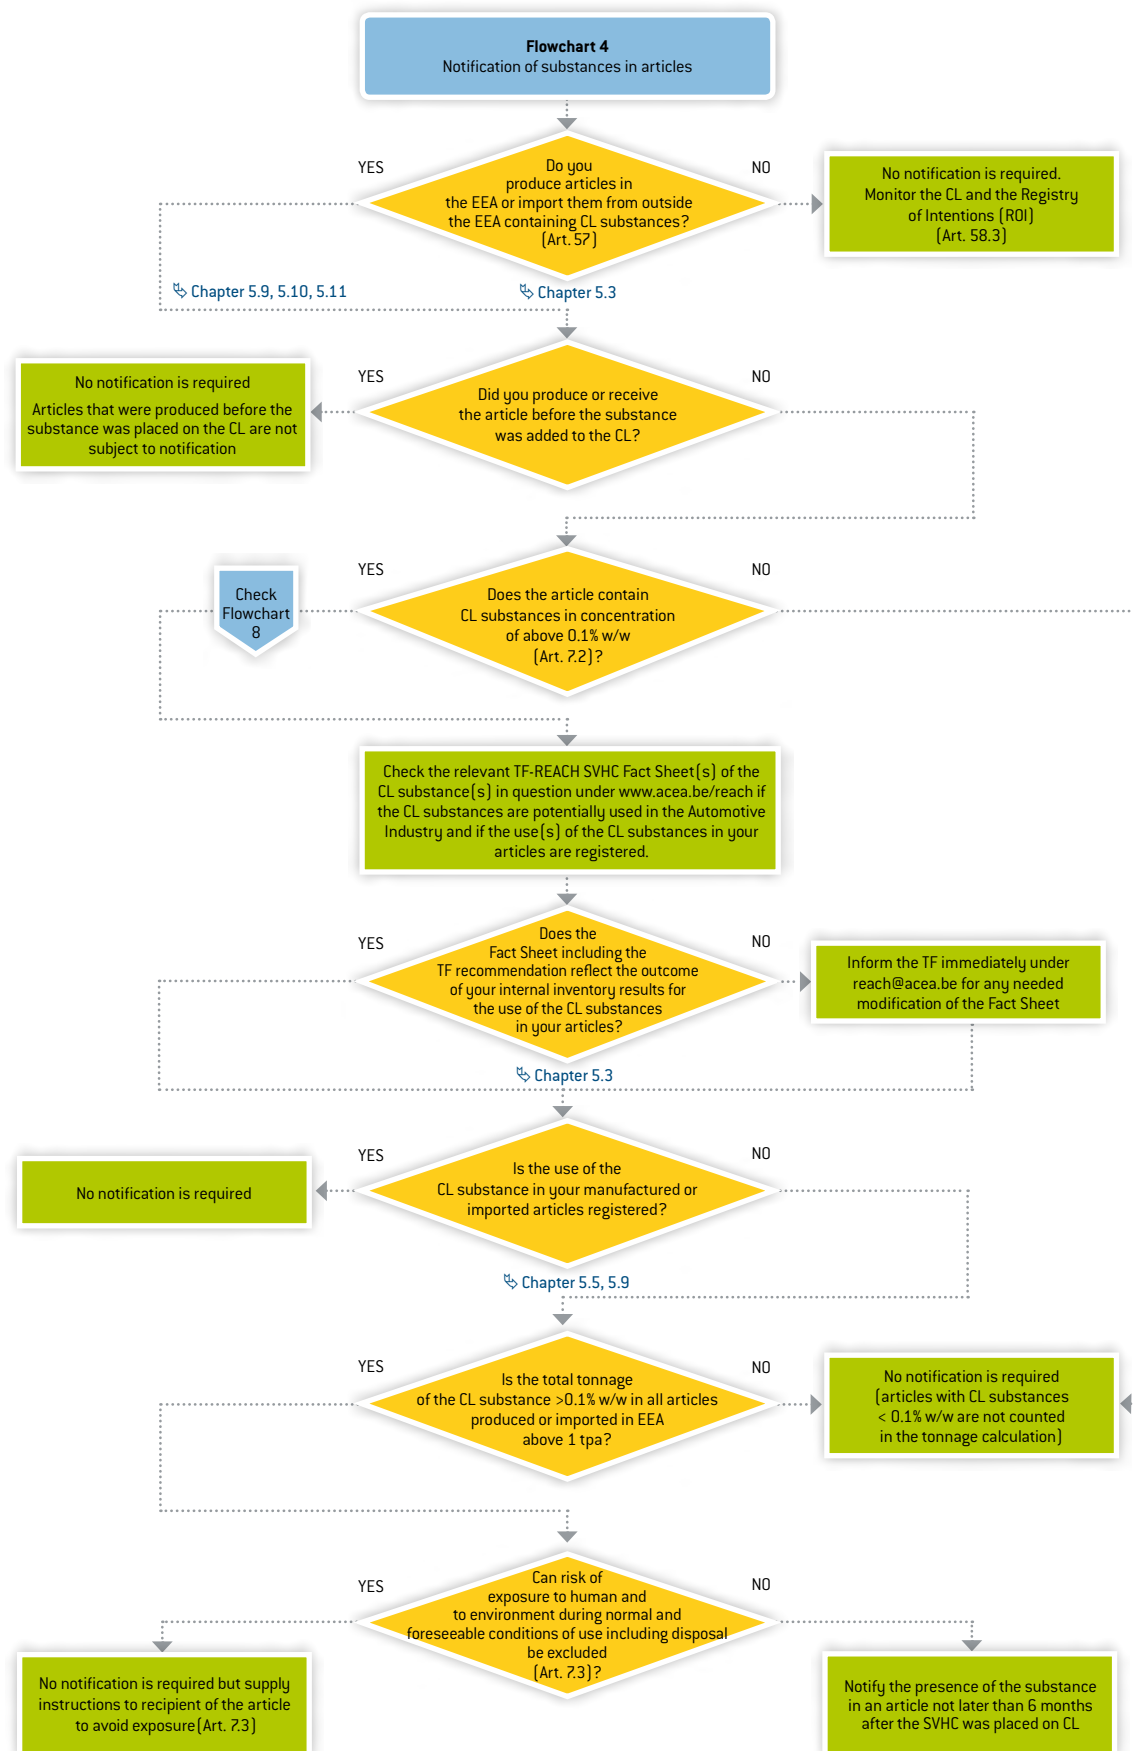 Flowchart 4
Notification of substances in articles
YES
Do you
produce articles in
the EEA or import them from outside
the EEA containing CL substances?
(Art. 57)
NO
No notification is required.
Monitor the CL and the Registry
of Intentions (ROI)
(Art. 58.3)
Chapter 5.9, 5.10, 5.11
Chapter 5.3
No notification is required
Articles that were produced before the
substance was placed on the CL are not
subject to notification
YES
Did you produce or receive
the article before the substance
was added to the CL?
NO
Check
Flowchart
8
YES
Does the article contain
CL substances in concentration
of above 0.1% w/w
(Art. 7.2)?
NO
Check the relevant TF-REACH SVHC Fact Sheet(s) of the
CL substance(s) in question under www.acea.be/reach if
the CL substances are potentially used in the Automotive
Industry and if the use(s) of the CL substances in your
articles are registered.
YES
Does the
Fact Sheet including the
TF recommendation reflect the outcome
of your internal inventory results for
the use of the CL substances
in your articles?
NO
Inform the TF immediately under
reach@acea.be for any needed
modification of the Fact Sheet
Chapter 5.3
No notification is required
YES
Is the use of the
CL substance in your manufactured or
imported articles registered?
NO
Chapter 5.5, 5.9
YES
Is the total tonnage
of the CL substance >0.1% w/w in all articles
produced or imported in EEA
above 1 tpa?
NO
No notification is required
(articles with CL substances
< 0.1% w/w are not counted
in the tonnage calculation)
YES
Can risk of
exposure to human and
to environment during normal and
foreseeable conditions of use including disposal
be excluded
(Art. 7.3)?
NO
No notification is required but supply
instructions to recipient of the article
to avoid exposure(Art. 7.3)
Notify the presence of the substance
in an article not later than 6 months
after the SVHC was placed on CL